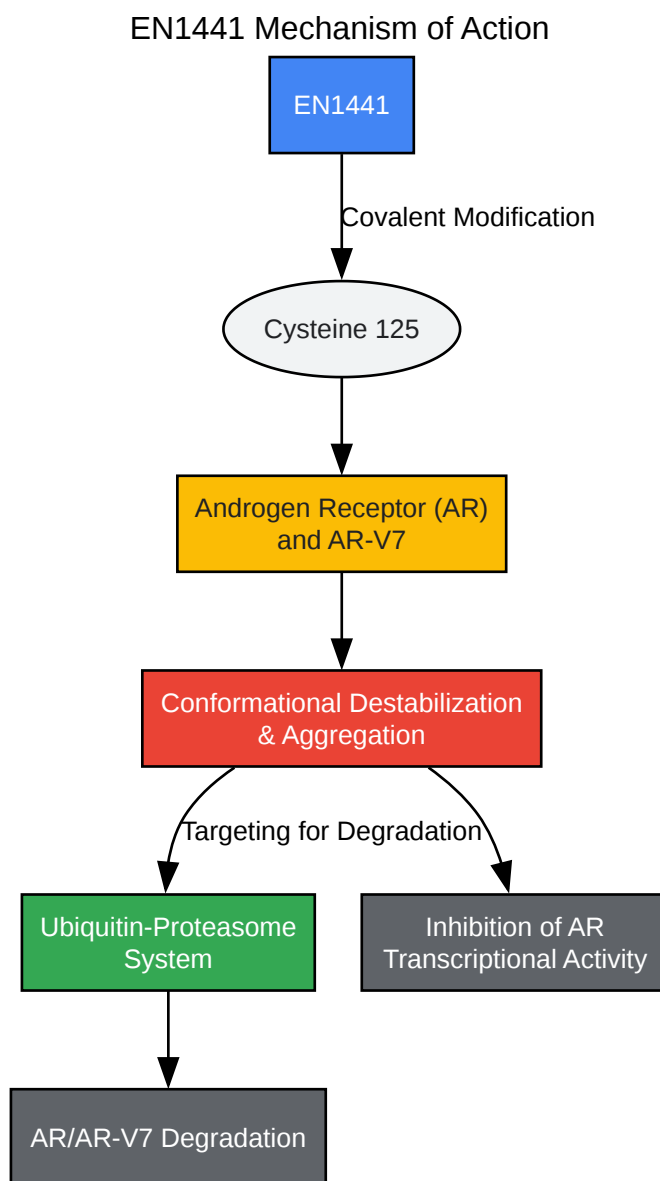 EN1441 Mechanism of Action
EN1441
Covalent Modification
Cysteine 125
Androgen Receptor (AR)
and AR-V7
Conformational Destabilization
& Aggregation
Targeting for Degradation
Ubiquitin-Proteasome
System
Inhibition of AR
Transcriptional Activity
AR/AR-V7 Degradation